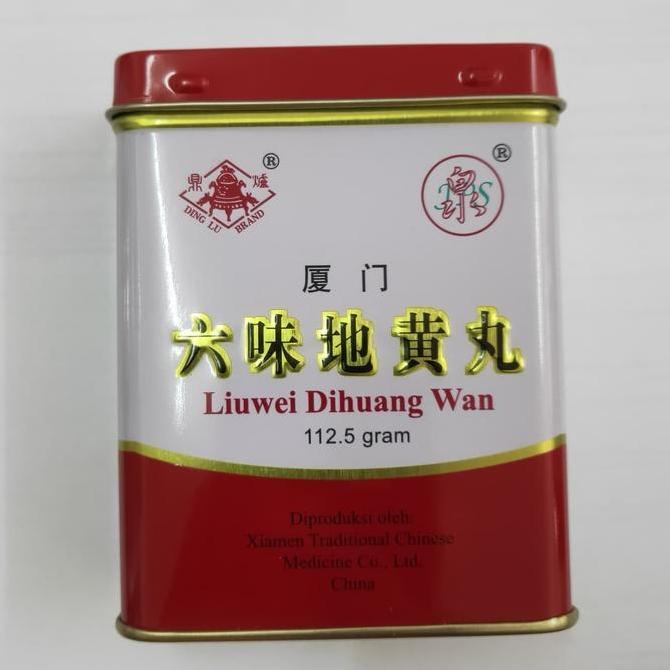 鼎爐 ®
DING LU BRAND
®
厦门
六味地黄丸
Liuwei Dihuang Wan
112.5 gram
Diproduksi oleh:
Xiamen Traditional Chinese
Medicine Co., Ltd.
China